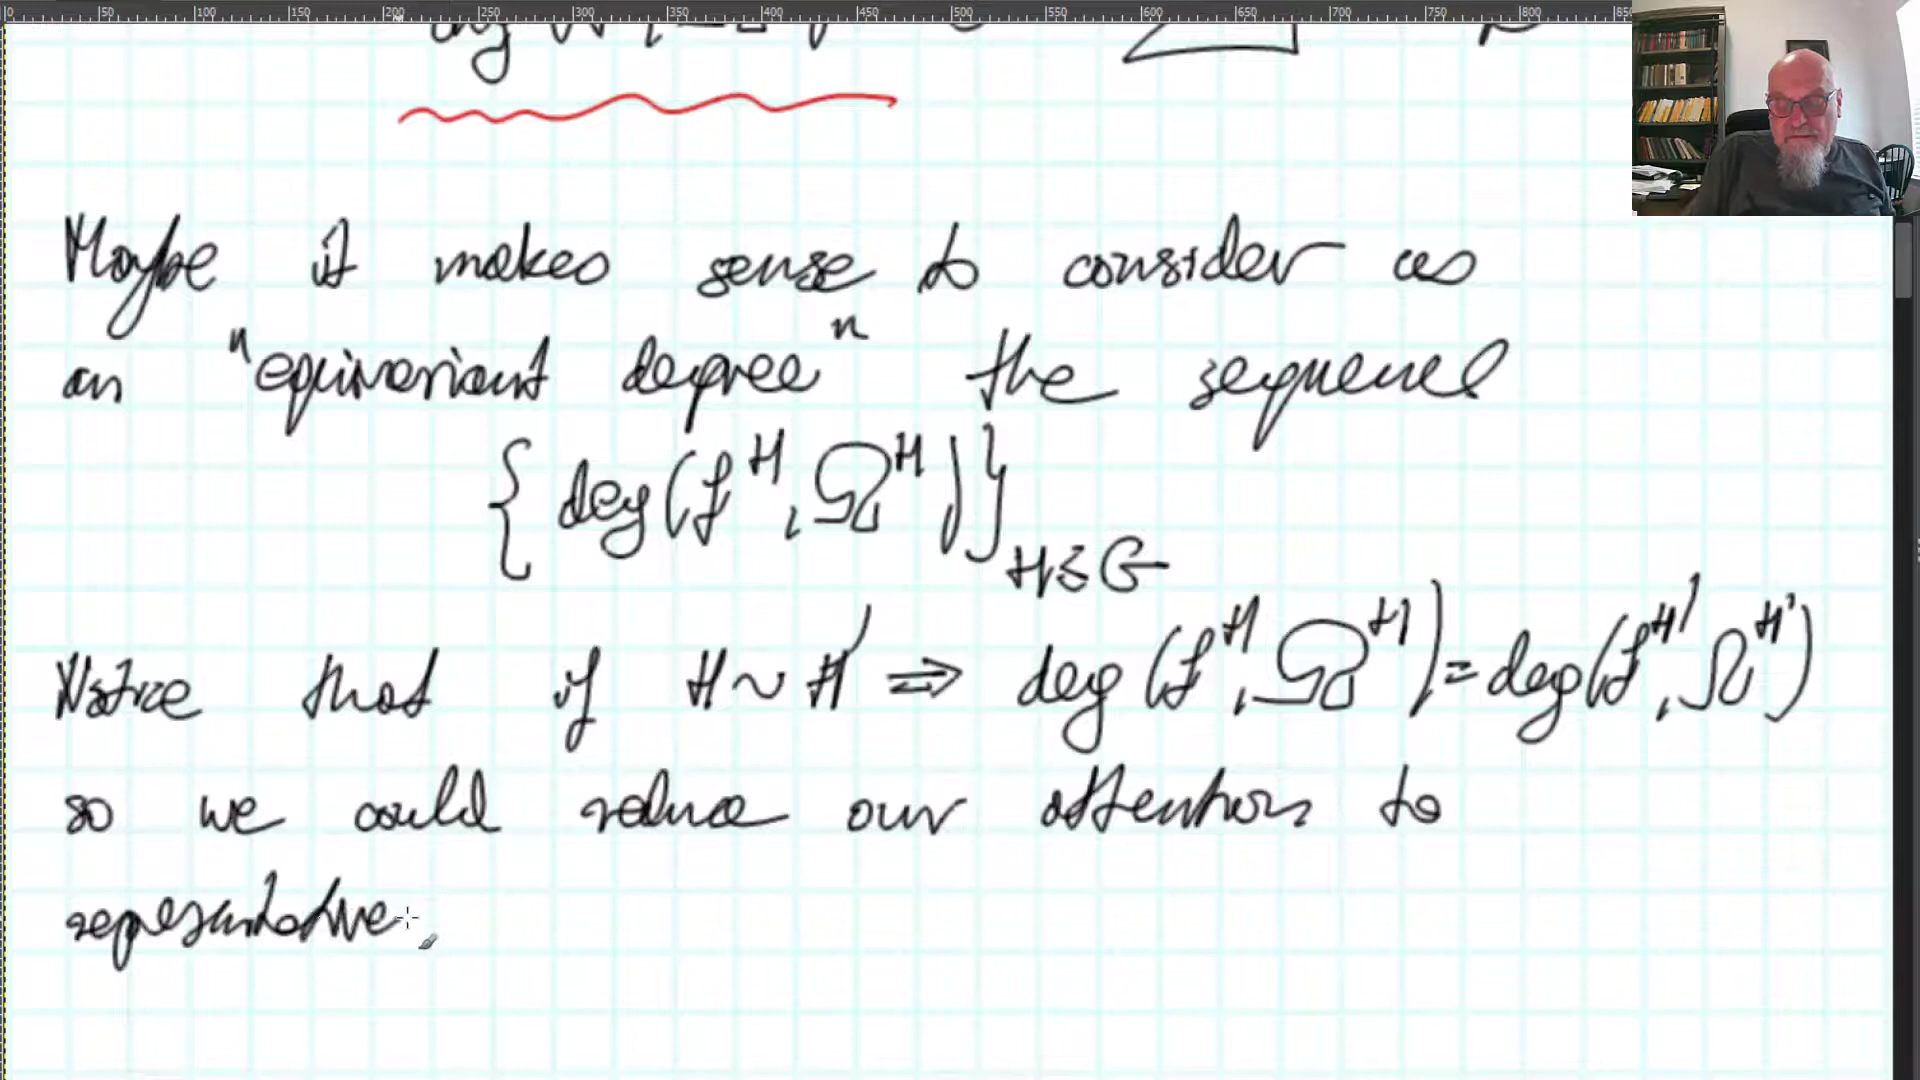 Maybe it makes sense to consider as
an "equivariant degree" the sequence
{ deg(f^H, Ω^H) }_{H≤G}
Notice that if H ~ H' ⇒ deg(f^H, Ω^H) = deg(f^H', Ω^H')
so we could reduce our attention to
representative